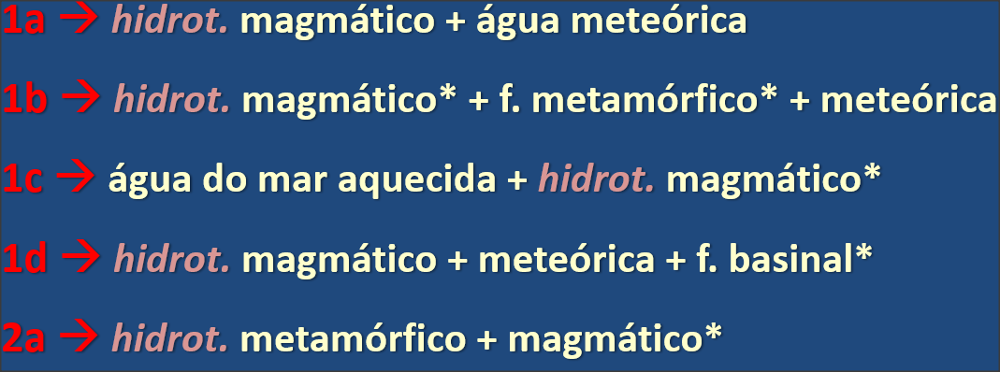 1a → hidrot. magmático + água meteórica
1b → hidrot. magmático* + f. metamórfico* + meteórica
1c → água do mar aquecida + hidrot. magmático*
1d → hidrot. magmático + meteórica + f. basinal*
2a → hidrot. metamórfico + magmático*